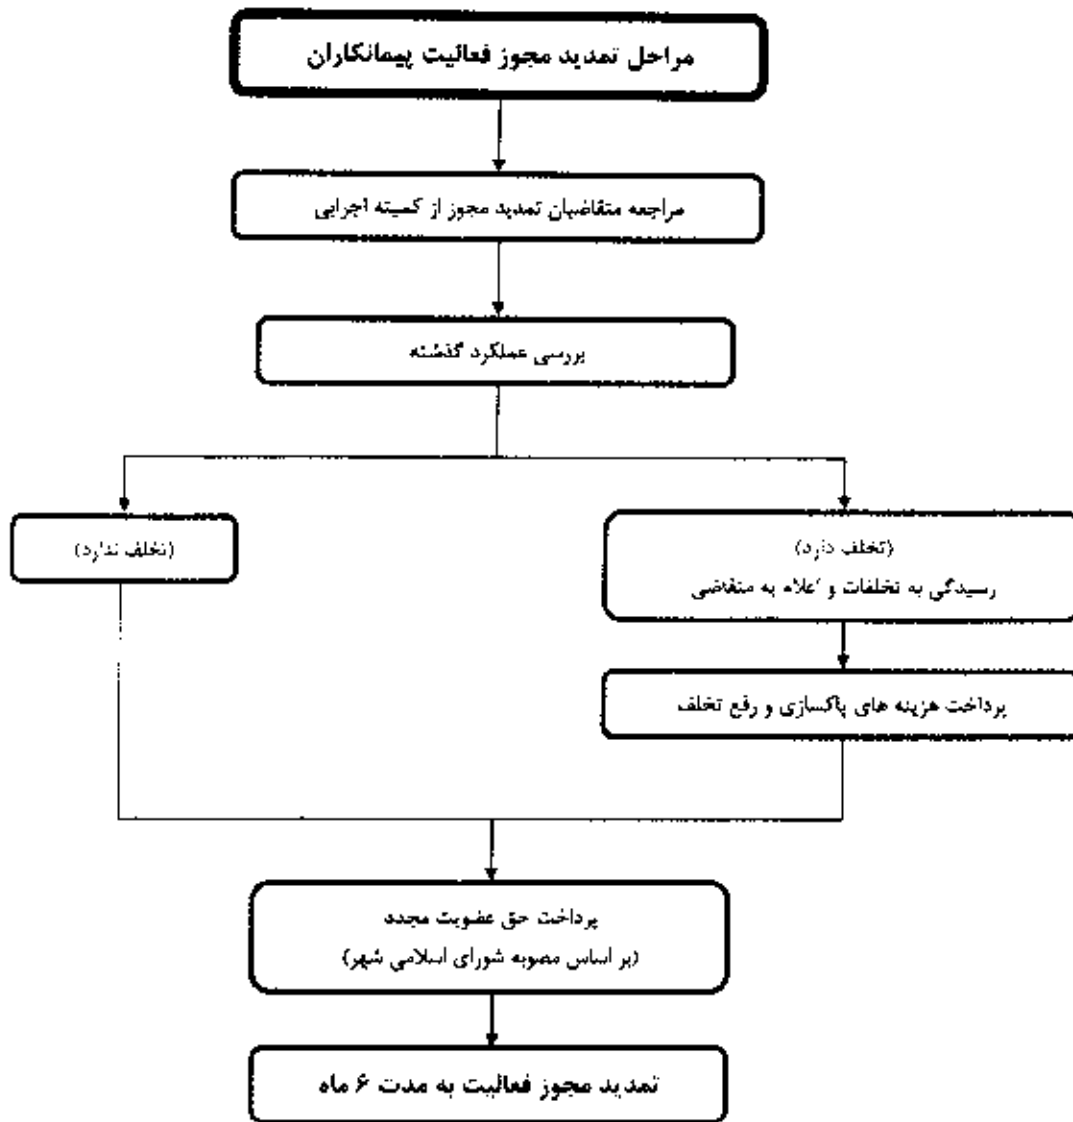 مراحل تمدید مجوز فعالیت پیمانکاران
مراجعه متقاضیان تمدید مجوز از کمیته اجرایی
بررسی عملکرد گذشته
(تخلف دارد)
رسیدگی به تخلفات و اعلام به متقاضی
(تخلف ندارد)
پرداخت هزینه های پاکسازی و رفع تخلف
پرداخت حق عضویت مجدد
(بر اساس مصوبه شورای اسلامی شهر)
تمدید مجوز فعالیت به مدت ۶ ماه